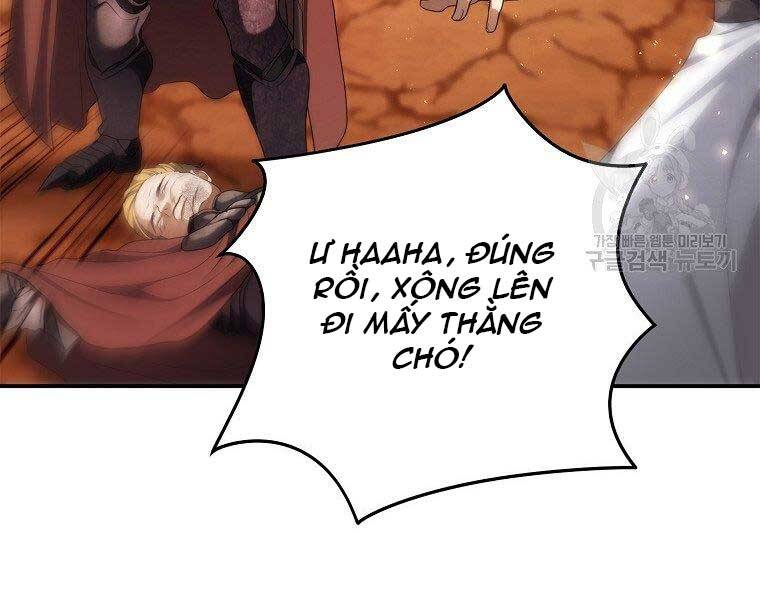 가장 빠른 웹툰 미리보기
구글검색 뉴토끼
Ư HAAHA, ĐÚNG
RỒI, XÔNG LÊN
ĐI MẤY THẰNG
CHÓ!